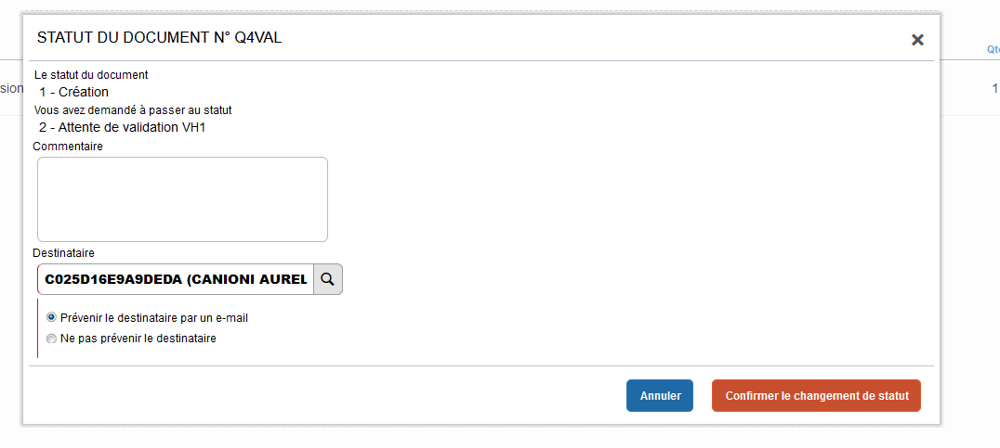 STATUT DU DOCUMENT N° Q4VAL
Le statut du document
1 - Création
Vous avez demandé à passer au statut
2 - Attente de validation VH1
Commentaire
Destinataire
C025D16E9A9DEDA (CANIONI AUREL
Prévenir le destinataire par un e-mail
Ne pas prévenir le destinataire
Annuler
Confirmer le changement de statut
sion
1